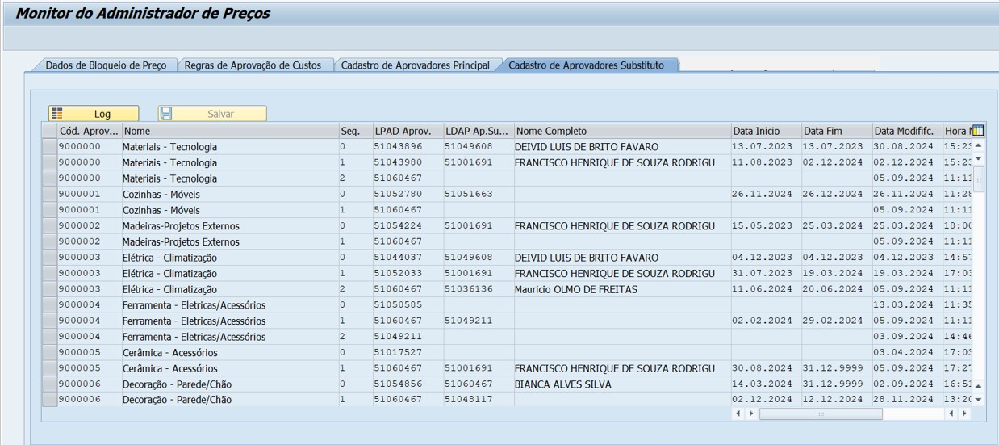 Monitor do Administrador de Preços
Dados de Bloqueio de Preço Regras de Aprovação de Custos Cadastro de Aprovadores Principal Cadastro de Aprovadores Substituto
Log Salvar
Cód. Aprov... Nome Seq. LPAD Aprov. LDAP Ap.Su... Nome Completo Data Inicio Data Fim Data Modififc. Hora
9000000 Materiais - Tecnologia 0 51043896 51049608 DEIVID LUIS DE BRITO FAVARO 13.07.2023 13.07.2023 30.08.2024 15:23
9000000 Materiais - Tecnologia 1 51043980 51001691 FRANCISCO HENRIQUE DE SOUZA RODRIGU 11.08.2023 02.12.2024 02.12.2024 15:23
9000000 Materiais - Tecnologia 2 51060467 05.09.2024 11:11
9000001 Cozinhas - Móveis 0 51052780 51051663 26.11.2024 26.12.2024 26.11.2024 11:28
9000001 Cozinhas - Móveis 1 51060467 05.09.2024 11:11
9000002 Madeiras-Projetos Externos 0 51054224 51001691 FRANCISCO HENRIQUE DE SOUZA RODRIGU 15.05.2023 25.03.2024 25.03.2024 18:00
9000002 Madeiras-Projetos Externos 1 51060467 05.09.2024 11:11
9000003 Elétrica - Climatização 0 51044037 51049608 DEIVID LUIS DE BRITO FAVARO 04.12.2023 04.12.2023 04.12.2023 14:57
9000003 Elétrica - Climatização 1 51052033 51001691 FRANCISCO HENRIQUE DE SOUZA RODRIGU 31.07.2023 19.03.2024 19.03.2024 17:03
9000003 Elétrica - Climatização 2 51060467 51036136 Mauricio OLMO DE FREITAS 11.06.2024 20.06.2024 05.09.2024 11:11
9000004 Ferramenta - Eletricas/Acessórios 0 51050585 13.03.2024 11:35
9000004 Ferramenta - Eletricas/Acessórios 1 51060467 51049211 02.02.2024 29.02.2024 05.09.2024 11:11
9000004 Ferramenta - Eletricas/Acessórios 2 51049211 03.09.2024 14:46
9000005 Cerâmica - Acessórios 0 51017527 03.04.2024 17:03
9000005 Cerâmica - Acessórios 1 51060467 51001691 FRANCISCO HENRIQUE DE SOUZA RODRIGU 30.08.2024 31.12.9999 05.09.2024 17:27
9000006 Decoração - Parede/Chão 0 51054856 51060467 BIANCA ALVES SILVA 14.03.2024 31.12.9999 02.09.2024 16:51
9000006 Decoração - Parede/Chão 1 51060467 51048117 02.12.2024 12.12.2024 28.11.2024 13:20